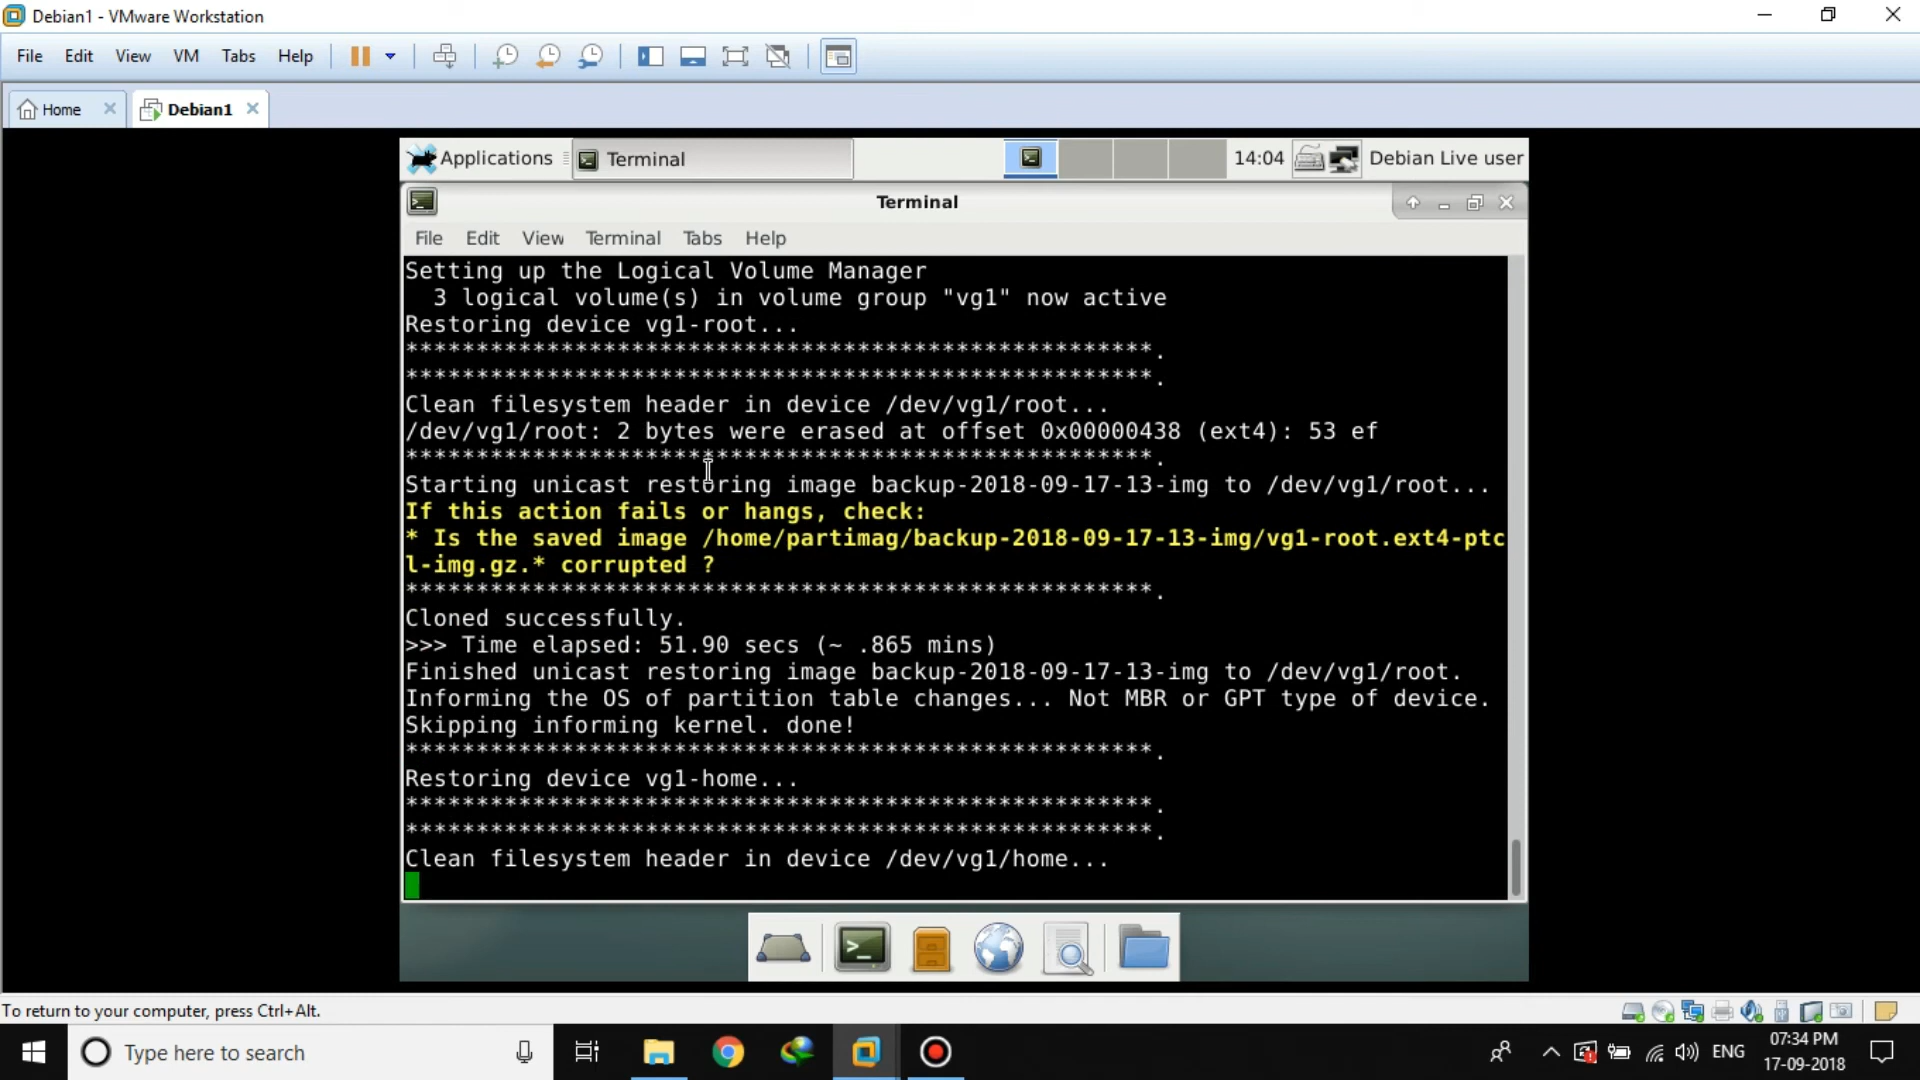 Debian1 - VMware Workstation
File Edit View VM Tabs Help
Home
Debian1
Applications
Terminal
14:04
Debian Live user
Terminal
File Edit View Terminal Tabs Help
Setting up the Logical Volume Manager
  3 logical volume(s) in volume group "vg1" now active
Restoring device vg1-root...
*****************************************************.
*****************************************************.
Clean filesystem header in device /dev/vg1/root...
/dev/vg1/root: 2 bytes were erased at offset 0x00000438 (ext4): 53 ef
*****************************************************.
Starting unicast restoring image backup-2018-09-17-13-img to /dev/vg1/root...
If this action fails or hangs, check:
* Is the saved image /home/partimag/backup-2018-09-17-13-img/vg1-root.ext4-ptc
l-img.gz.* corrupted ?
*****************************************************.
Cloned successfully.
>>> Time elapsed: 51.90 secs (~ .865 mins)
Finished unicast restoring image backup-2018-09-17-13-img to /dev/vg1/root.
Informing the OS of partition table changes... Not MBR or GPT type of device.
Skipping informing kernel. done!
*****************************************************.
Restoring device vg1-home...
*****************************************************.
*****************************************************.
Clean filesystem header in device /dev/vg1/home...
To return to your computer, press Ctrl+Alt.
Type here to search
ENG
07:34 PM
17-09-2018